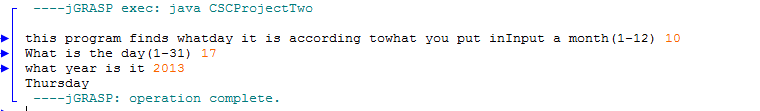 ----jGRASP exec: java CSCProjectTwo
this program finds whatday it is according towhat you put inInput a month(1-12) 10
What is the day(1-31) 17
what year is it 2013
Thursday
----jGRASP: operation complete.